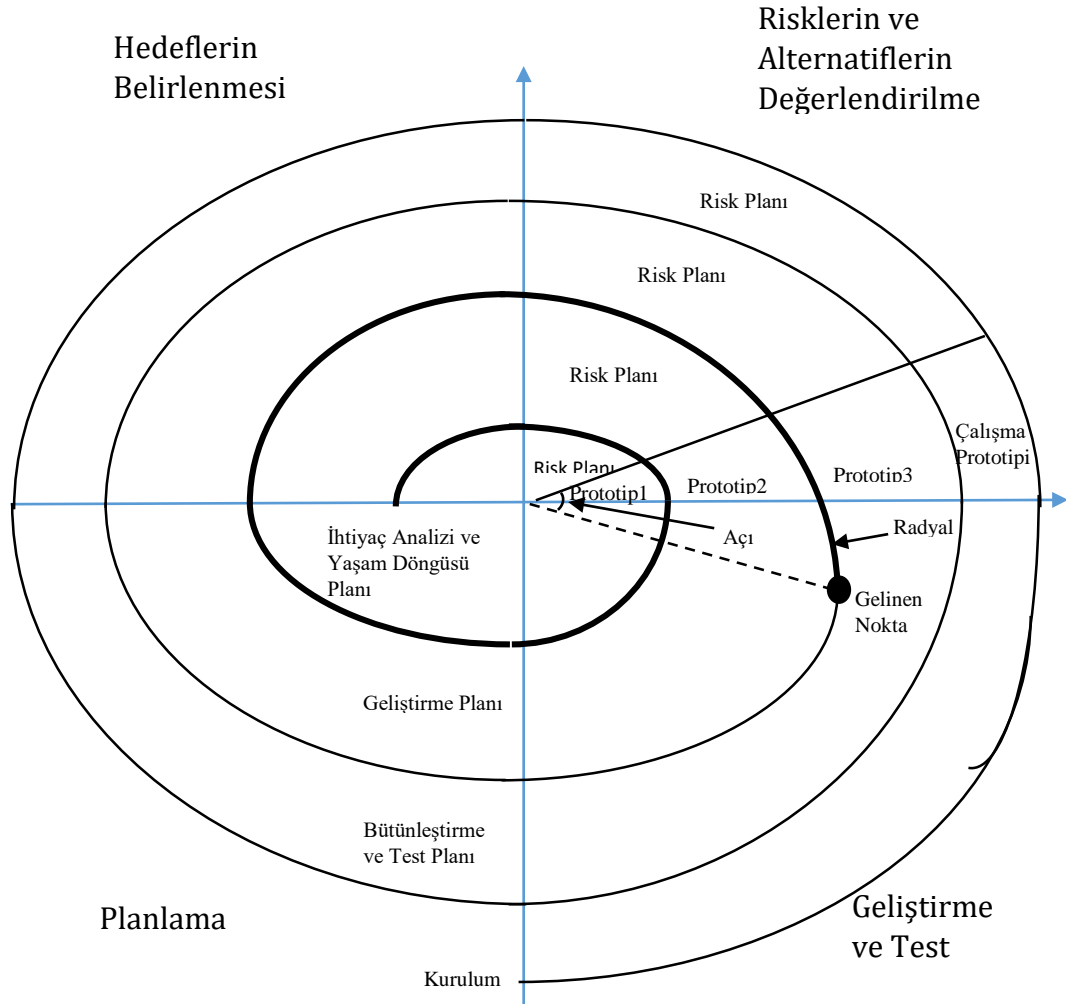 Hedeflerin
Belirlenmesi
Risklerin ve
Alternatiflerin
Değerlendirilme
Risk Planı
Risk Planı
Risk Planı
Risk Planı
Prototip1
Prototip2
Prototip3
Çalışma
Prototipi
Açı
Radyal
Gelinen
Nokta
İhtiyaç Analizi ve
Yaşam Döngüsü
Planı
Geliştirme Planı
Bütünleştirme
ve Test Planı
Planlama
Geliştirme
ve Test
Kurulum